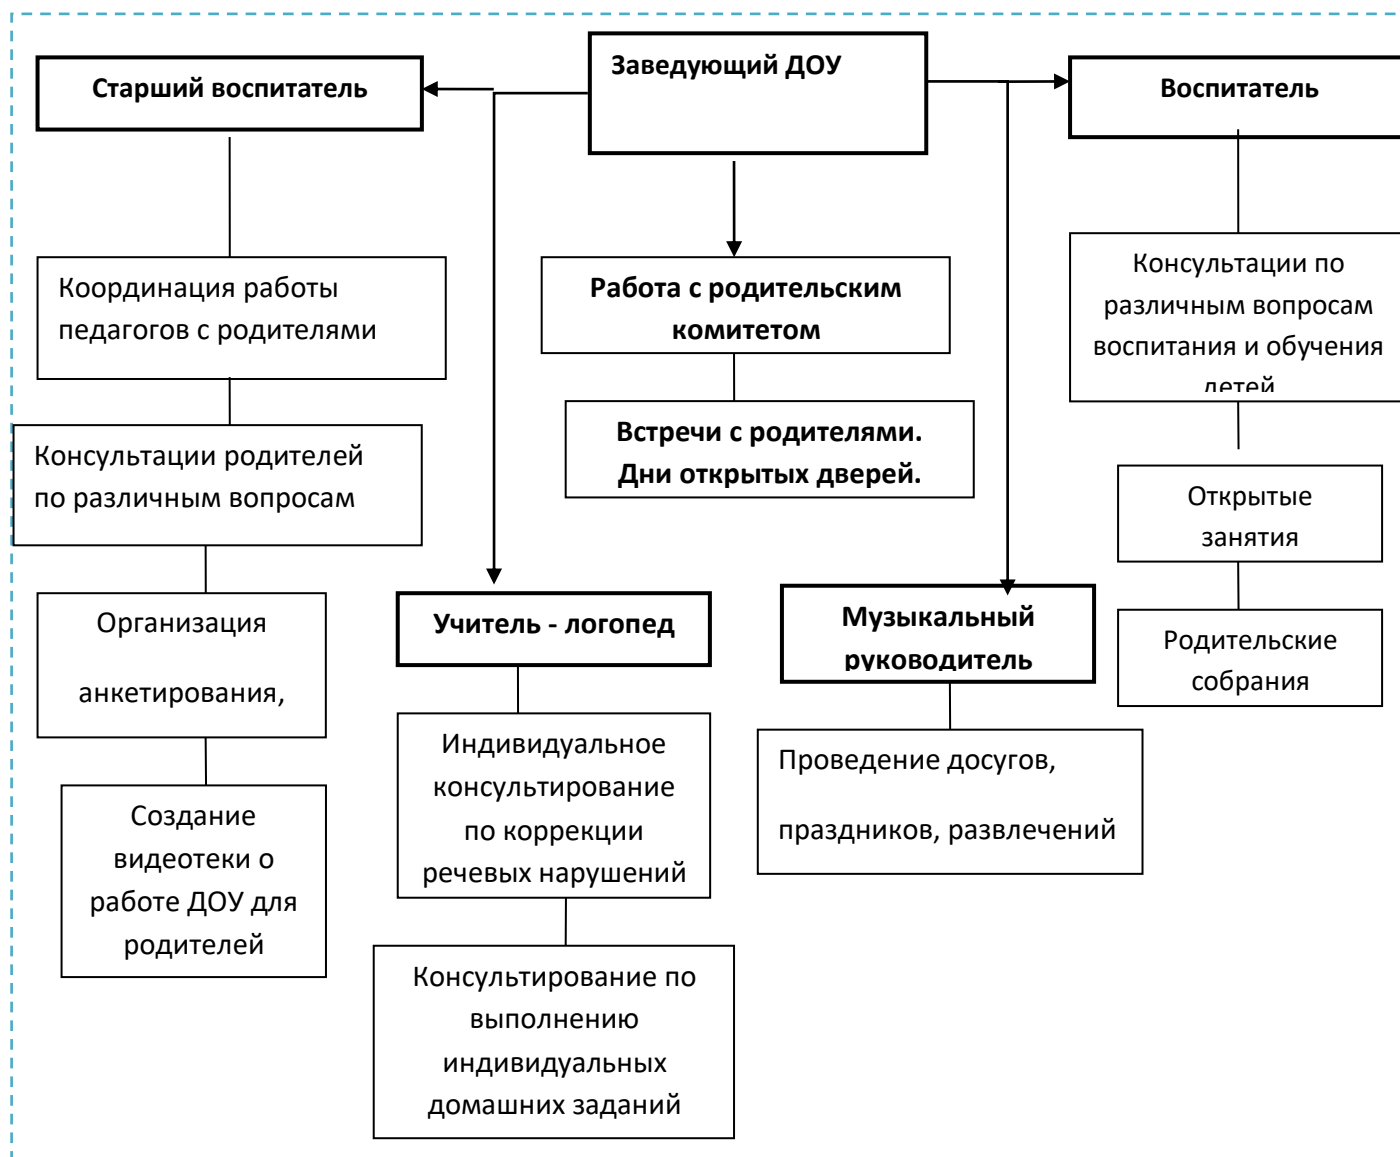 Заведующий ДОУ
Старший воспитатель
Воспитатель
Координация работы
педагогов с родителями
Работа с родительским
комитетом
Консультации по
различным вопросам
воспитания и обучения
детей
Консультации родителей
по различным вопросам
Встречи с родителями.
Дни открытых дверей.
Открытые
занятия
Организация
анкетирования,
Учитель - логопед
Музыкальный
руководитель
Родительские
собрания
Создание
видеотеки о
работе ДОУ для
родителей
Индивидуальное
консультирование
по коррекции
речевых нарушений
Проведение досугов,
праздников, развлечений
Консультирование по
выполнению
индивидуальных
домашних заданий